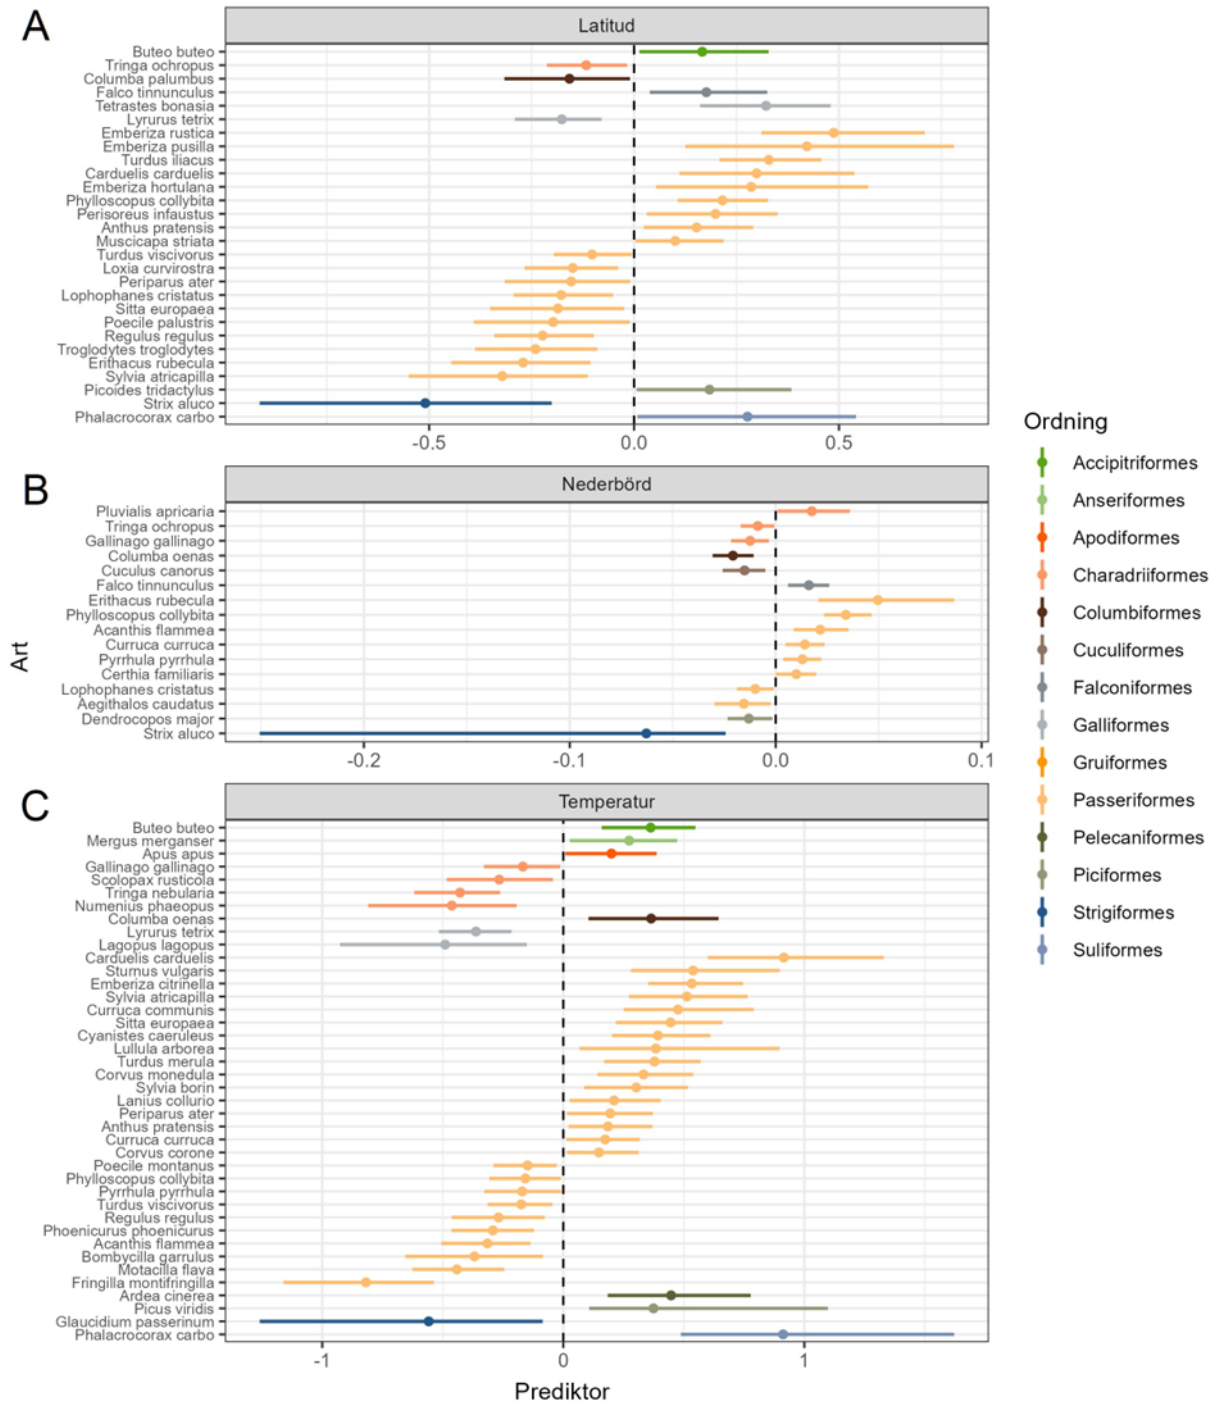 A
Latitud
Buteo buteo
Tringa ochropus
Columba palumbus
Falco tinnunculus
Tetrastes bonasia
Lyrurus tetrix
Emberiza rustica
Emberiza pusilla
Turdus iliacus
Carduelis carduelis
Emberiza hortulana
Phylloscopus collybita
Perisoreus infaustus
Anthus pratensis
Muscicapa striata
Turdus viscivorus
Loxia curvirostra
Periparus ater
Lophophanes cristatus
Sitta europaea
Poecile palustris
Regulus regulus
Troglodytes troglodytes
Erithacus rubecula
Sylvia atricapilla
Picoides tridactylus
Strix aluco
Phalacrocorax carbo
-0.5 0.0 0.5
B
Nederbörd
Pluvialis apricaria
Tringa ochropus
Gallinago gallinago
Columba oenas
Cuculus canorus
Falco tinnunculus
Erithacus rubecula
Phylloscopus collybita
Acanthis flammea
Curruca curruca
Pyrrhula pyrrhula
Certhia familiaris
Lophophanes cristatus
Aegithalos caudatus
Dendrocopos major
Strix aluco
-0.2 -0.1 0.0 0.1
Art
C
Temperatur
Buteo buteo
Mergus merganser
Apus apus
Gallinago gallinago
Scolopax rusticola
Tringa nebularia
Numenius phaeopus
Columba oenas
Lyrurus tetrix
Lagopus lagopus
Carduelis carduelis
Sturnus vulgaris
Emberiza citrinella
Sylvia atricapilla
Curruca communis
Sitta europaea
Cyanistes caeruleus
Lullula arborea
Turdus merula
Corvus monedula
Sylvia borin
Lanius collurio
Periparus ater
Anthus pratensis
Curruca curruca
Corvus corone
Poecile montanus
Phylloscopus collybita
Pyrrhula pyrrhula
Turdus viscivorus
Regulus regulus
Phoenicurus phoenicurus
Acanthis flammea
Bombycilla garrulus
Motacilla flava
Fringilla montifringilla
Ardea cinerea
Picus viridis
Glaucidium passerinum
Phalacrocorax carbo
-1 0 1
Prediktor
Ordning
Accipitriformes
Anseriformes
Apodiformes
Charadriiformes
Columbiformes
Cuculiformes
Falconiformes
Galliformes
Gruiformes
Passeriformes
Pelecaniformes
Piciformes
Strigiformes
Suliformes